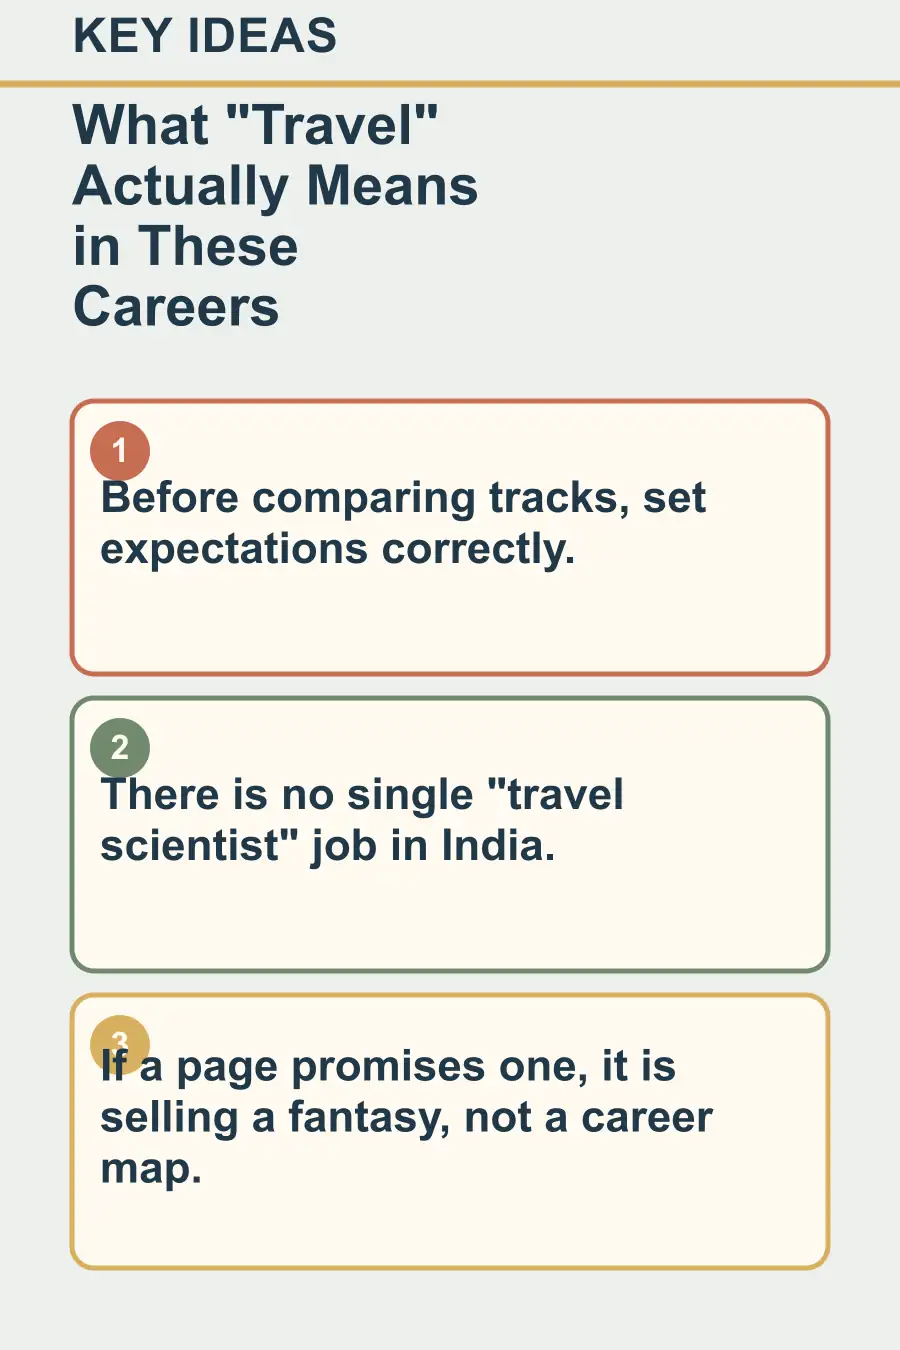 KEY IDEAS
What "Travel"
Actually Means
in These
Careers
1
Before comparing tracks, set
expectations correctly.
2
There is no single "travel
scientist" job in India.
3
If a page promises one, it is
selling a fantasy, not a career
map.